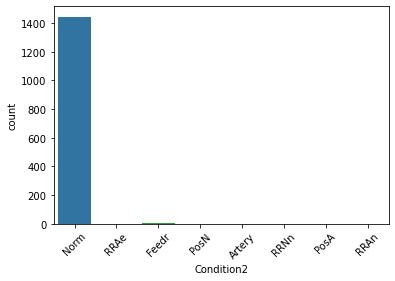 1400
1200
1000
800
600
400
200
0
count
Norm
RRAe
Feedr
PosN
Artery
RRNn
PosA
RRAn
Condition2